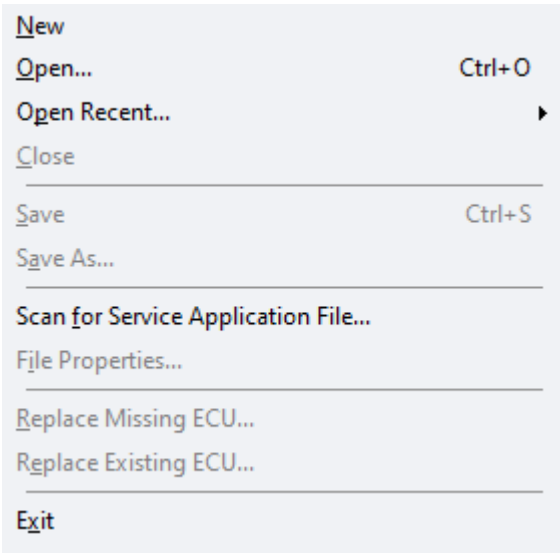 New
Open... Ctrl+O
Open Recent...
Close
Save Ctrl+S
Save As...
Scan for Service Application File...
File Properties...
Replace Missing ECU...
Replace Existing ECU...
Exit